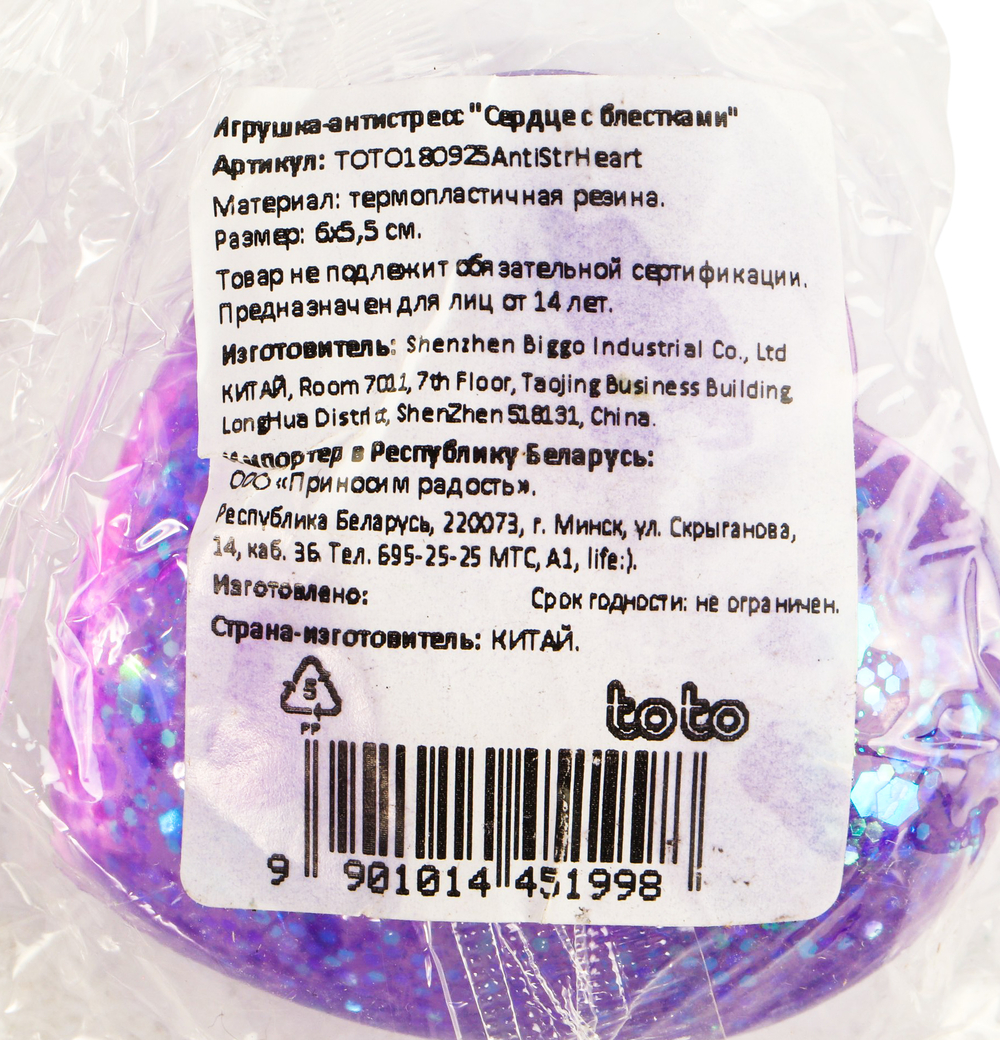 Игрушка-антистресс "Сердце с блестками"
Артикул: TOTO180925AntiStrHeart
Материал: термопластичная резина.
Размер: 6х5,5 см.
Товар не подлежит обязательной сертификации.
Предназначен для лиц от 14 лет.
Изготовитель: Shenzhen Biggo Industrial Co., Ltd
КИТАЙ, Room 7011, 7th Floor, Taojing Business Building
LongHua District, ShenZhen 518131, China.
Импортер в Республику Беларусь:
ООО «Приносим радость».
Республика Беларусь, 220073, г. Минск, ул. Скрыганова,
14, каб. 36. Тел. 695-25-25 МТС, А1, life:).
Изготовлено: Срок годности: не ограничен.
Страна-изготовитель: КИТАЙ.
5
PP
toto
9 901014 451998